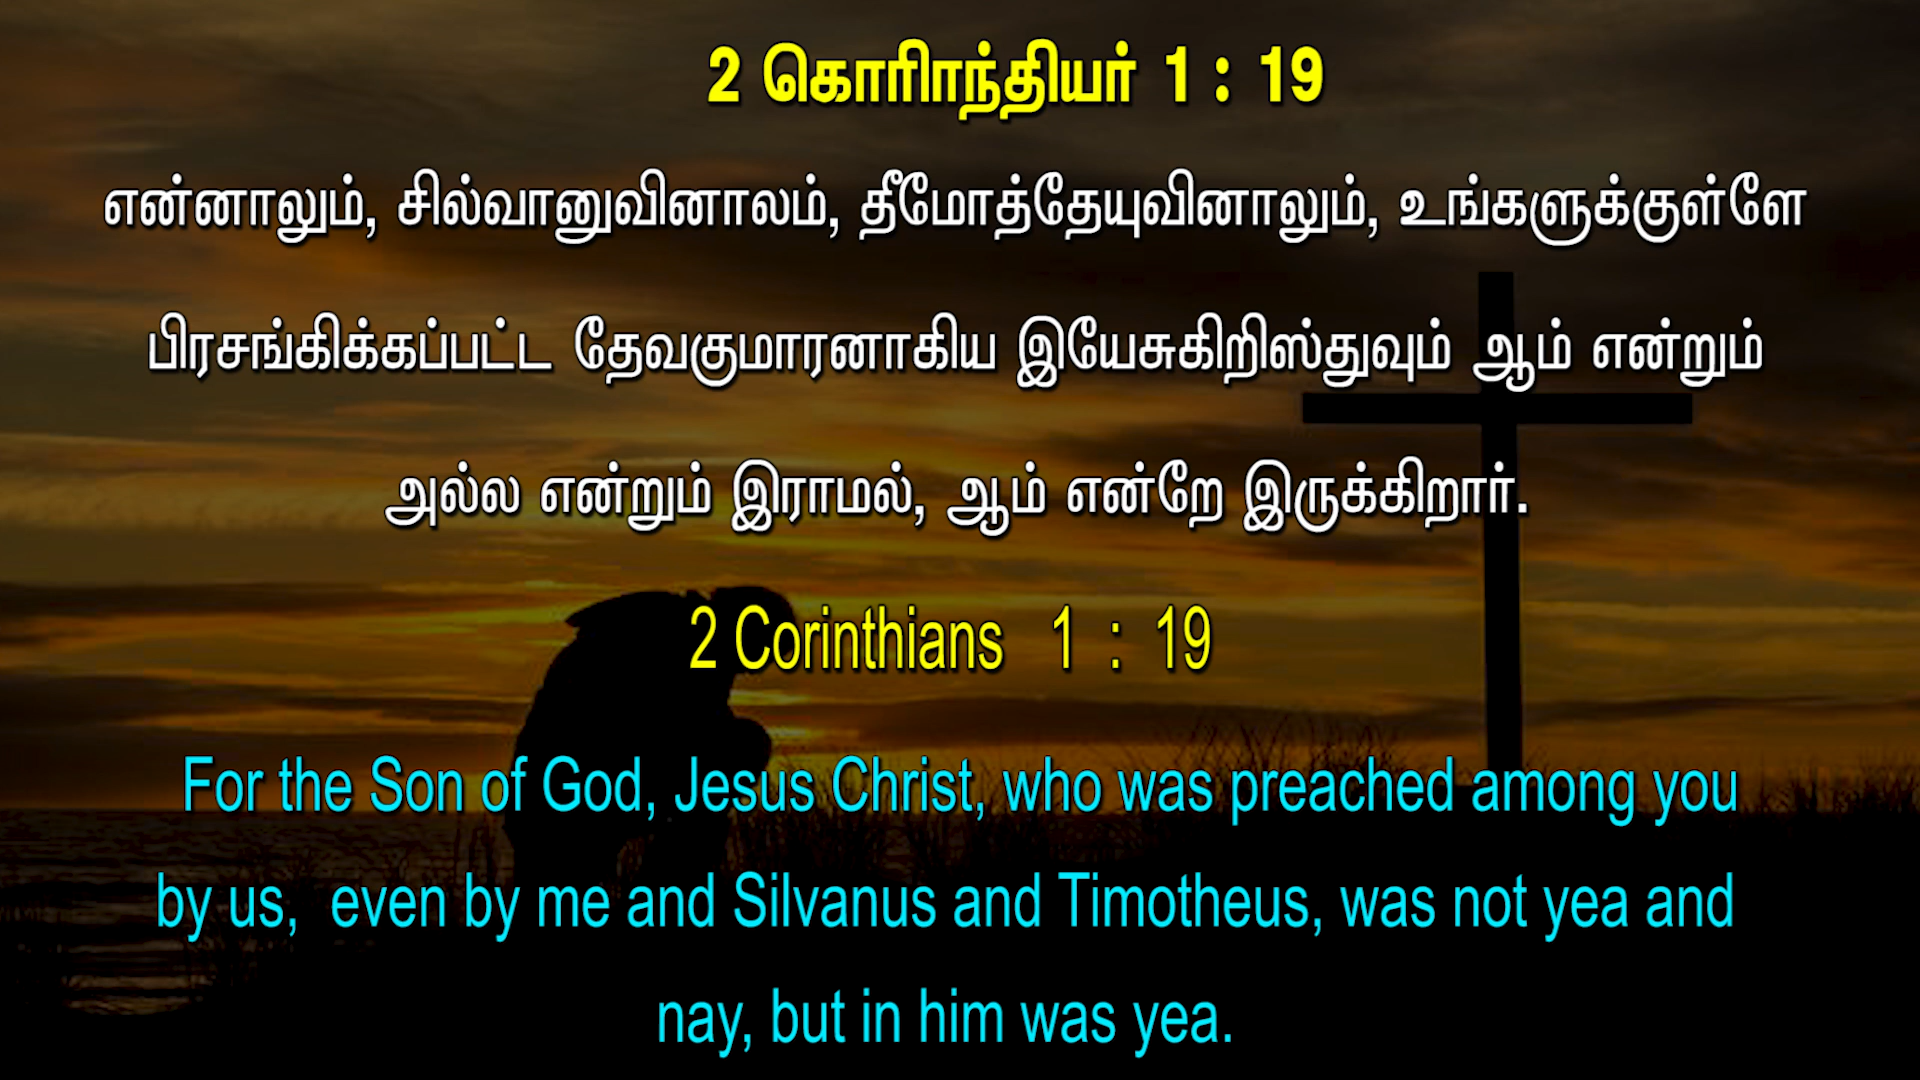 2 கொரிாந்தியர் 1 : 19
என்னாலும், சில்வானுவினாலம், தீமோத்தேயுவினாலும், உங்களுக்குள்ளே
பிரசங்கிக்கப்பட்ட தேவகுமாரனாகிய இயேசுகிறிஸ்துவும் ஆம் என்றும்
அல்ல என்றும் இராமல், ஆம் என்றே இருக்கிறார்.
2 Corinthians 1 : 19
For the Son of God, Jesus Christ, who was preached among you
by us, even by me and Silvanus and Timotheus, was not yea and
nay, but in him was yea.